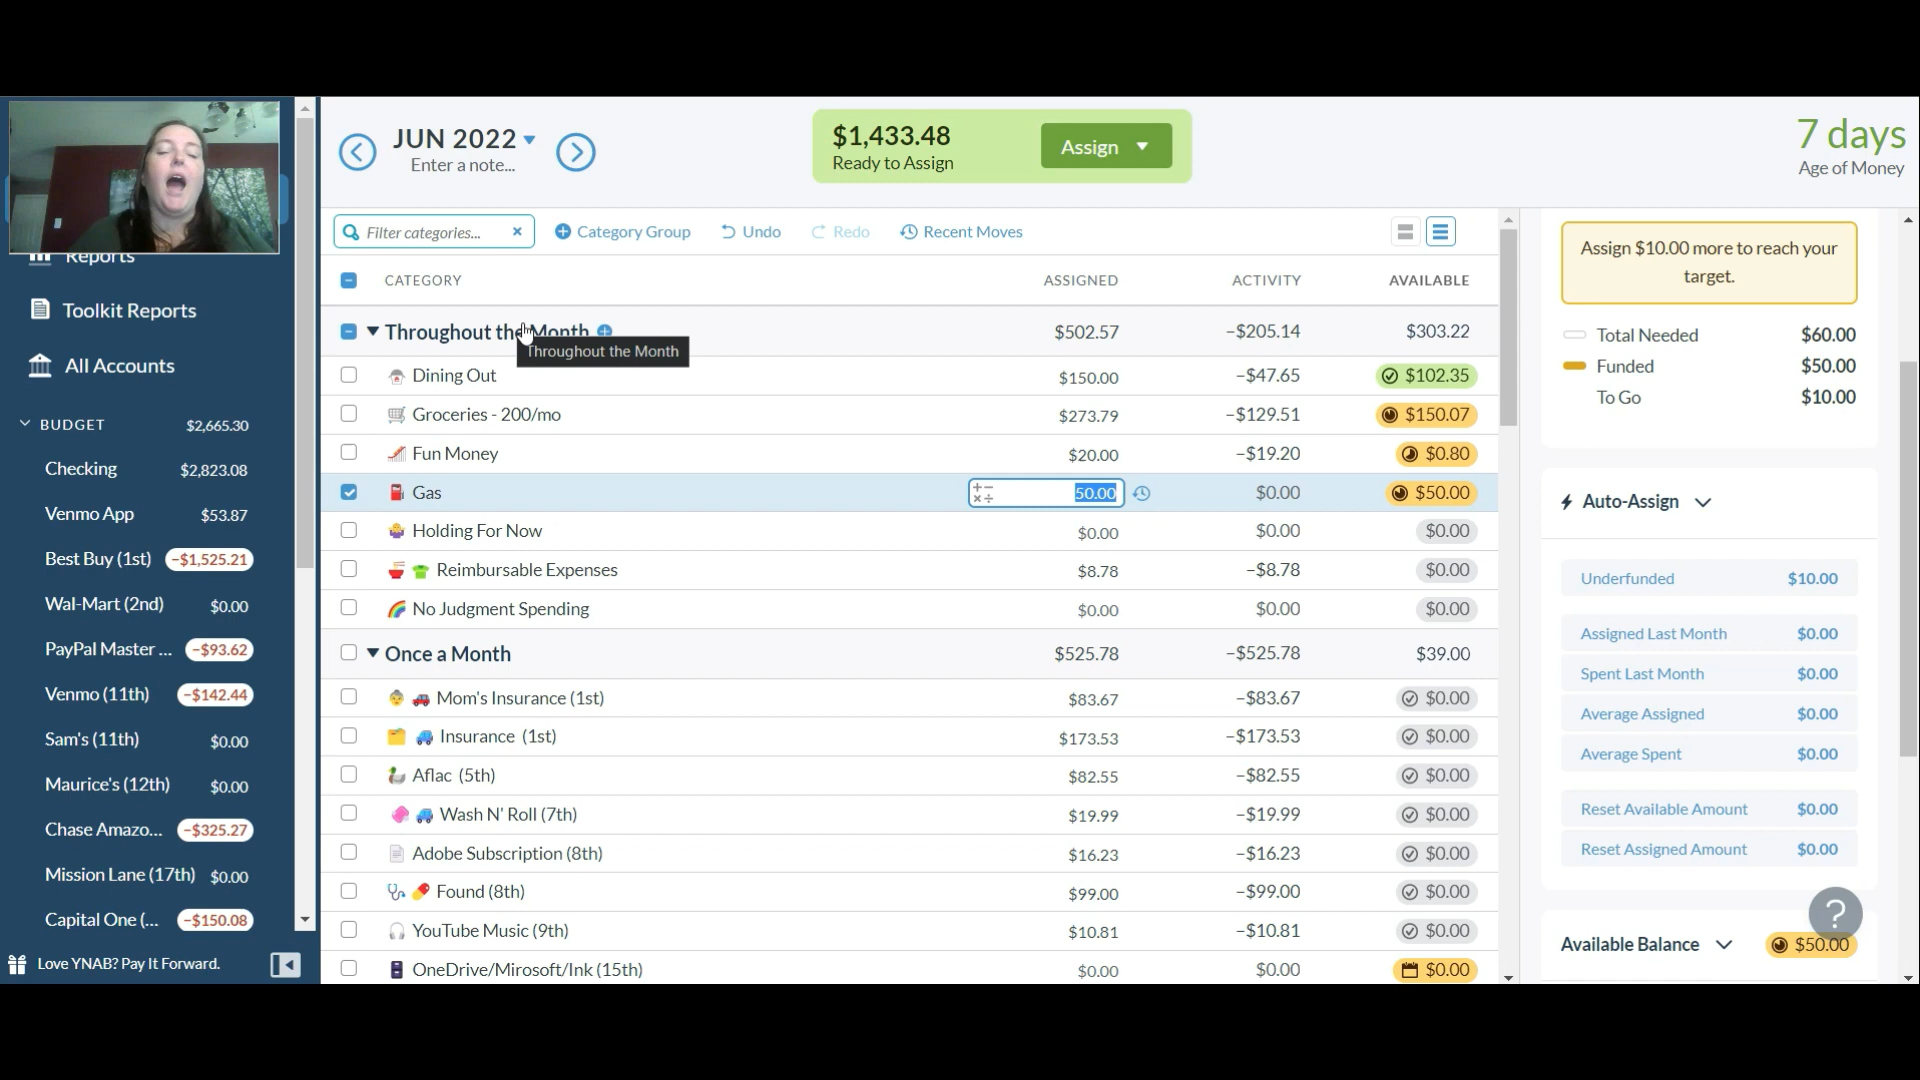 JUN 2022
Enter a note...
$1,433.48
Ready to Assign
Assign
7 days
Age of Money
Reports
Toolkit Reports
All Accounts
BUDGET $2,665.30
Checking $2,823.08
Venmo App $53.87
Best Buy (1st) −$1,525.21
Wal-Mart (2nd) $0.00
PayPal Master ... −$93.62
Venmo (11th) −$142.44
Sam's (11th) $0.00
Maurice's (12th) $0.00
Chase Amazo... −$325.27
Mission Lane (17th) $0.00
Capital One (... −$150.08
Love YNAB? Pay It Forward.
Filter categories... Category Group Undo Redo Recent Moves
CATEGORY ASSIGNED ACTIVITY AVAILABLE
Throughout the Month $502.57 −$205.14 $303.22
Throughout the Month
Dining Out $150.00 −$47.65 $102.35
Groceries - 200/mo $273.79 −$129.51 $150.07
Fun Money $20.00 −$19.20 $0.80
Gas 50.00 $0.00 $50.00
Holding For Now $0.00 $0.00 $0.00
Reimbursable Expenses $8.78 −$8.78 $0.00
No Judgment Spending $0.00 $0.00 $0.00
Once a Month $525.78 −$525.78 $39.00
Mom's Insurance (1st) $83.67 −$83.67 $0.00
Insurance (1st) $173.53 −$173.53 $0.00
Aflac (5th) $82.55 −$82.55 $0.00
Wash N' Roll (7th) $19.99 −$19.99 $0.00
Adobe Subscription (8th) $16.23 −$16.23 $0.00
Found (8th) $99.00 −$99.00 $0.00
YouTube Music (9th) $10.81 −$10.81 $0.00
OneDrive/Mirosoft/Ink (15th) $0.00 $0.00 $0.00
Assign $10.00 more to reach your
target.
Total Needed $60.00
Funded $50.00
To Go $10.00
Auto-Assign
Underfunded $10.00
Assigned Last Month $0.00
Spent Last Month $0.00
Average Assigned $0.00
Average Spent $0.00
Reset Available Amount $0.00
Reset Assigned Amount $0.00
?
Available Balance $50.00